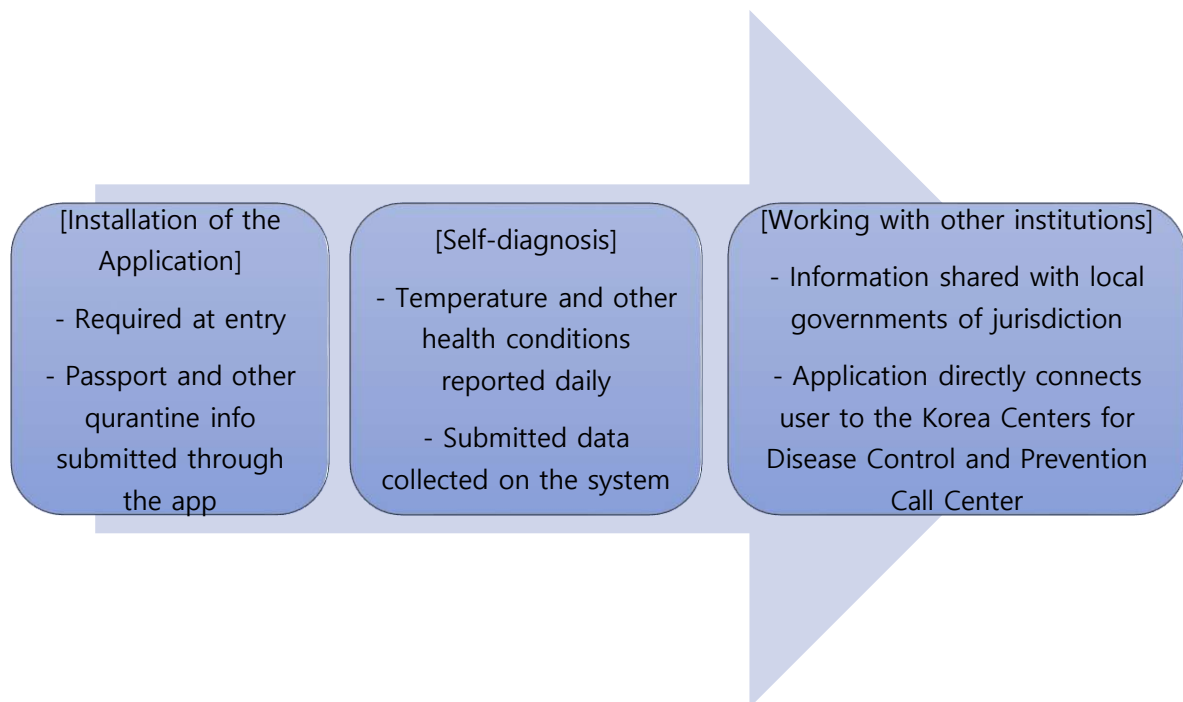 [Installation of the
Application]
- Required at entry
- Passport and other
qurantine info
submitted through
the app
[Self-diagnosis]
- Temperature and other
health conditions
reported daily
- Submitted data
collected on the system
[Working with other institutions]
- Information shared with local
governments of jurisdiction
- Application directly connects
user to the Korea Centers for
Disease Control and Prevention
Call Center